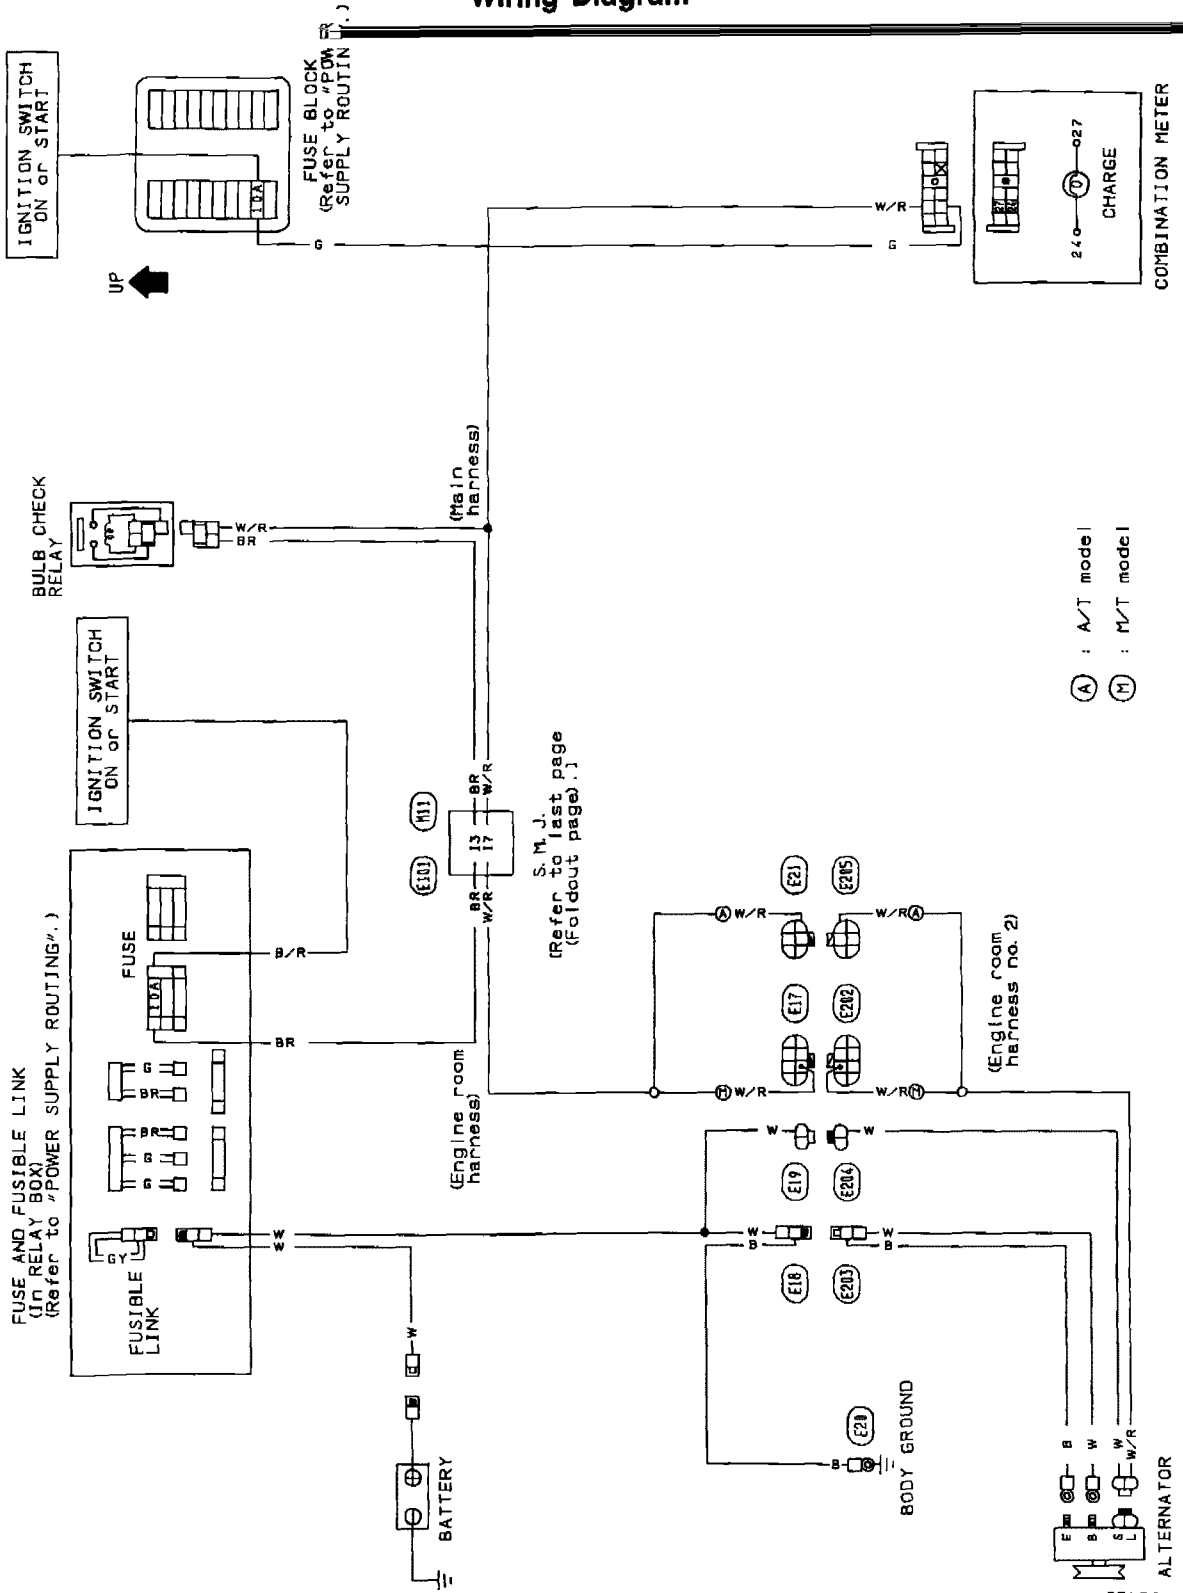 Wiring Diagram
IGNITION SWITCH
ON or START
10A
FUSE BLOCK
(Refer to "POW
SUPPLY ROUTIN
UP
G
W/R
G
27
24
CHARGE
COMBINATION METER
BULB CHECK
RELAY
W/R
BR
(Main
harness)
IGNITION SWITCH
ON or START
A : A/T model
M : M/T model
FUSE AND FUSIBLE LINK
(In RELAY BOX)
(Refer to "POWER SUPPLY ROUTING".)
FUSE
10A
B/R
BR
G
BR
BR
G
G
GY
FUSIBLE
LINK
W
W
E101
M11
BR
W/R
13
17
BR
W/R
S.M.J.
[Refer to last page
(Foldout page).]
(Engine room
harness)
A W/R
E21
E205
W/R A
M W/R
E17
E202
W/R M
(Engine room
harness no. 2)
W
E19
E204
W
W
B
E18
E203
W
B
W
BATTERY
B
E20
BODY GROUND
B
W
W
W/R
E
B
S
L
ALTERNATOR